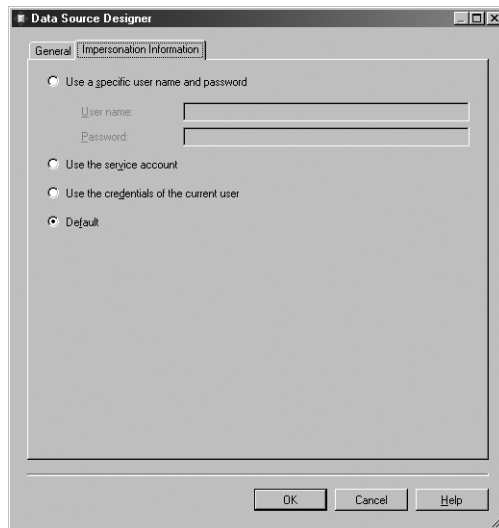 Data Source Designer
General
Impersonation Information
Use a specific user name and password
User name:
Password:
Use the service account
Use the credentials of the current user
Default
OK
Cancel
Help